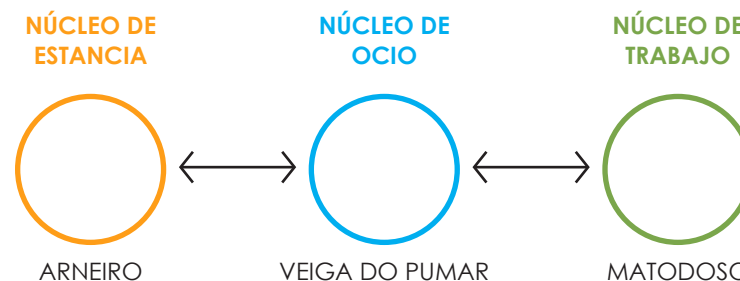 NÚCLEO DE
ESTANCIA
NÚCLEO DE
OCIO
NÚCLEO DE
TRABAJO
ARNEIRO
VEIGA DO PUMAR
MATODOSO